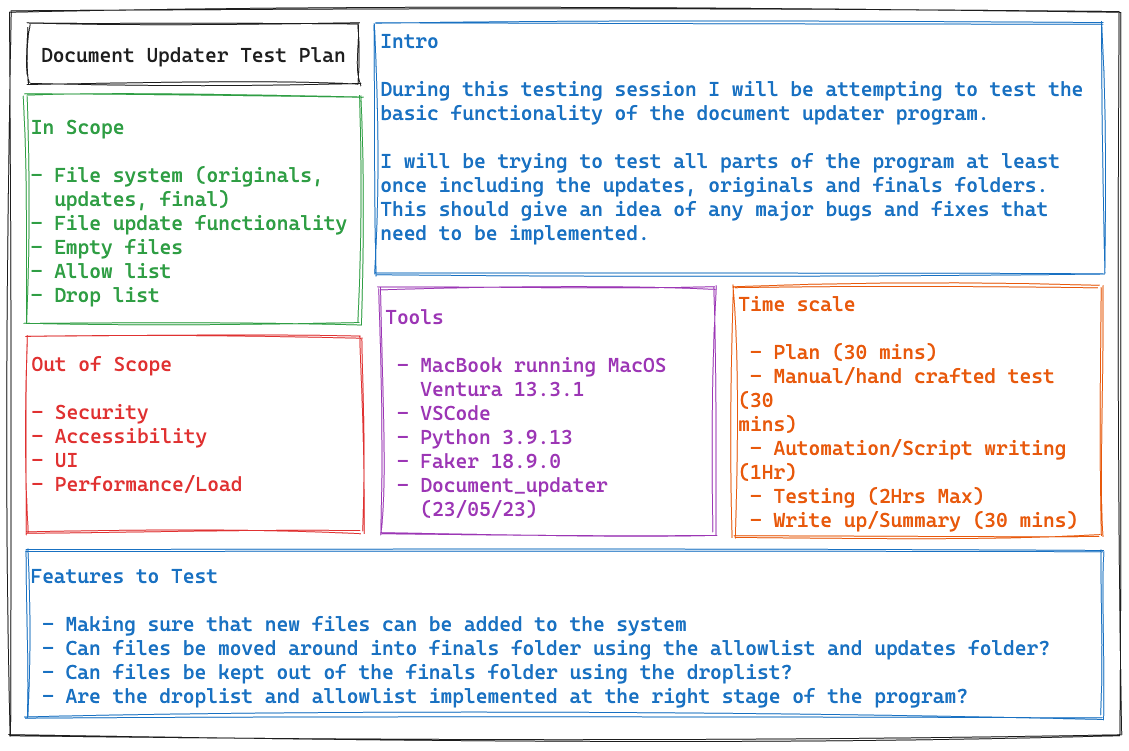 Document Updater Test Plan
Intro
During this testing session I will be attempting to test the
basic functionality of the document updater program.
I will be trying to test all parts of the program at least
once including the updates, originals and finals folders.
This should give an idea of any major bugs and fixes that
need to be implemented.
In Scope
- File system (originals,
updates, final)
- File update functionality
- Empty files
- Allow list
- Drop list
Out of Scope
- Security
- Accessibility
- UI
- Performance/Load
Tools
- MacBook running MacOS
Ventura 13.3.1
- VSCode
- Python 3.9.13
- Faker 18.9.0
- Document_updater
(23/05/23)
Time scale
- Plan (30 mins)
- Manual/hand crafted test
(30
mins)
- Automation/Script writing
(1Hr)
- Testing (2Hrs Max)
- Write up/Summary (30 mins)
Features to Test
- Making sure that new files can be added to the system
- Can files be moved around into finals folder using the allowlist and updates folder?
- Can files be kept out of the finals folder using the droplist?
- Are the droplist and allowlist implemented at the right stage of the program?